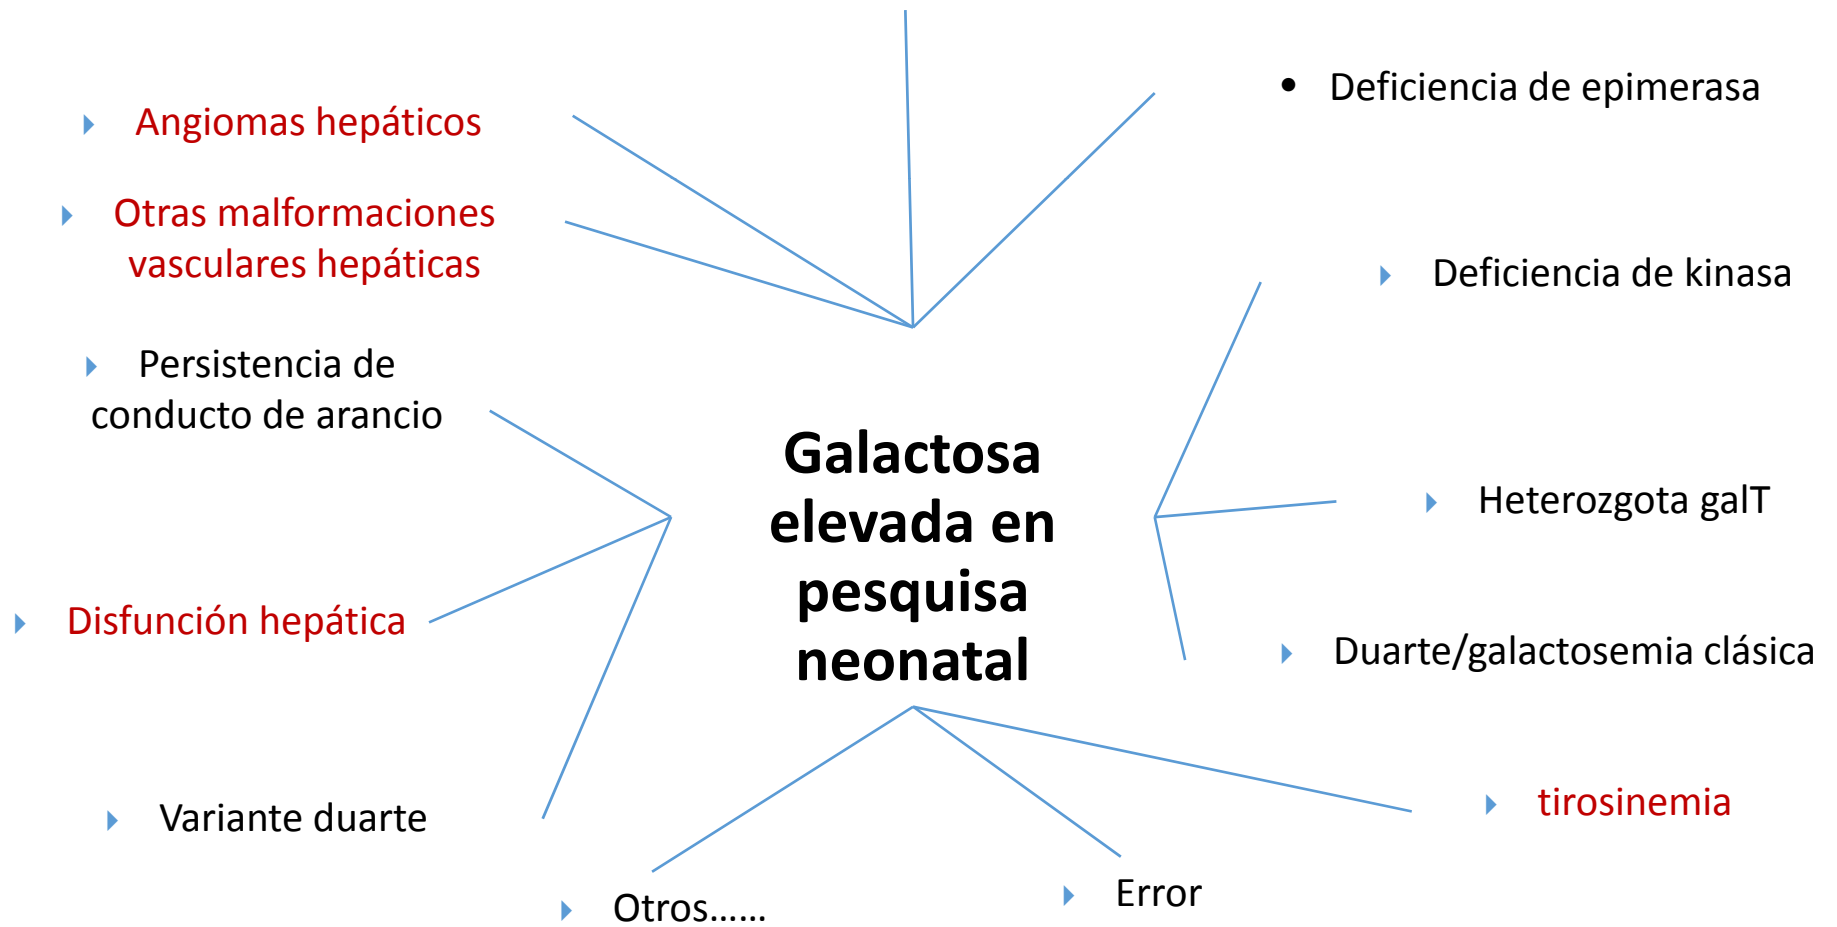 Deficiencia de epimerasa
Angiomas hepáticos
Otras malformaciones
vasculares hepáticas
Deficiencia de kinasa
Persistencia de
conducto de arancio
Galactosa
elevada en
pesquisa
neonatal
Heterozgota galT
Disfunción hepática
Duarte/galactosemia clásica
Variante duarte
tirosinemia
Otros......
Error